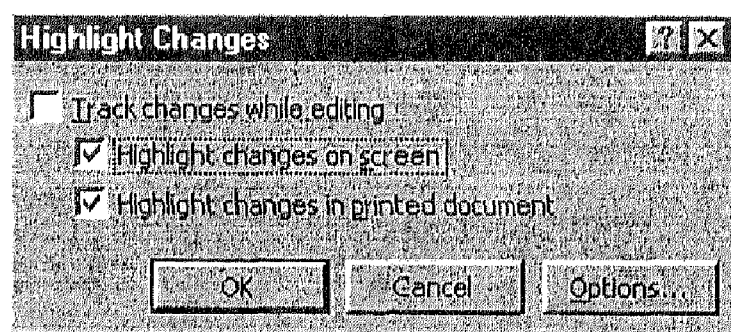 Highlight Changes
Track changes while editing
Highlight changes on screen
Highlight changes in printed document
OK Cancel Options...